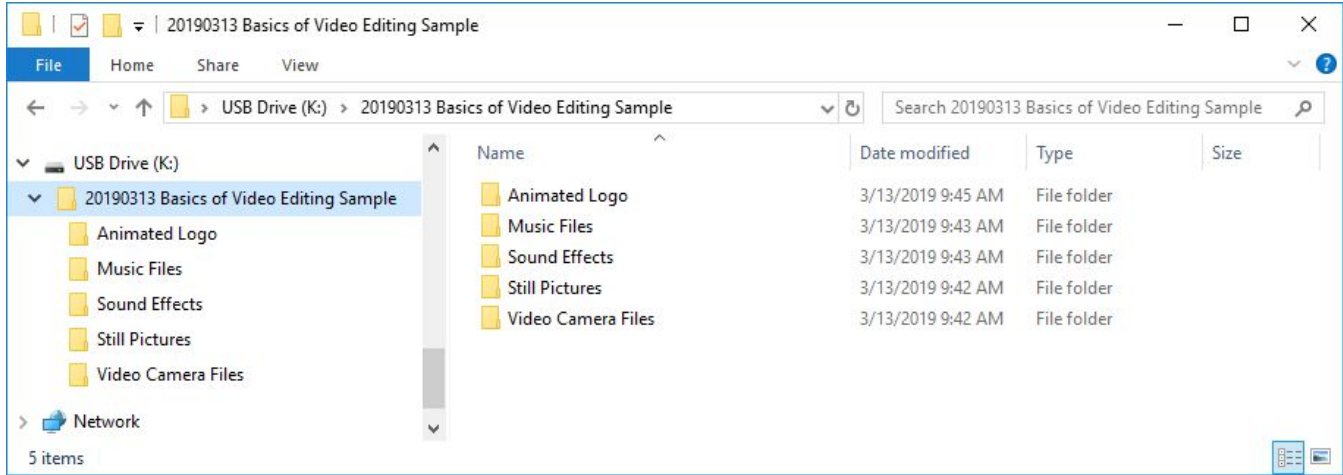 20190313 Basics of Video Editing Sample
File Home Share View
USB Drive (K:) 20190313 Basics of Video Editing Sample Search 20190313 Basics of Video Editing Sample
USB Drive (K:)
20190313 Basics of Video Editing Sample
Animated Logo
Music Files
Sound Effects
Still Pictures
Video Camera Files
Network
Name Date modified Type Size
Animated Logo 3/13/2019 9:45 AM File folder
Music Files 3/13/2019 9:43 AM File folder
Sound Effects 3/13/2019 9:43 AM File folder
Still Pictures 3/13/2019 9:42 AM File folder
Video Camera Files 3/13/2019 9:42 AM File folder
5 items